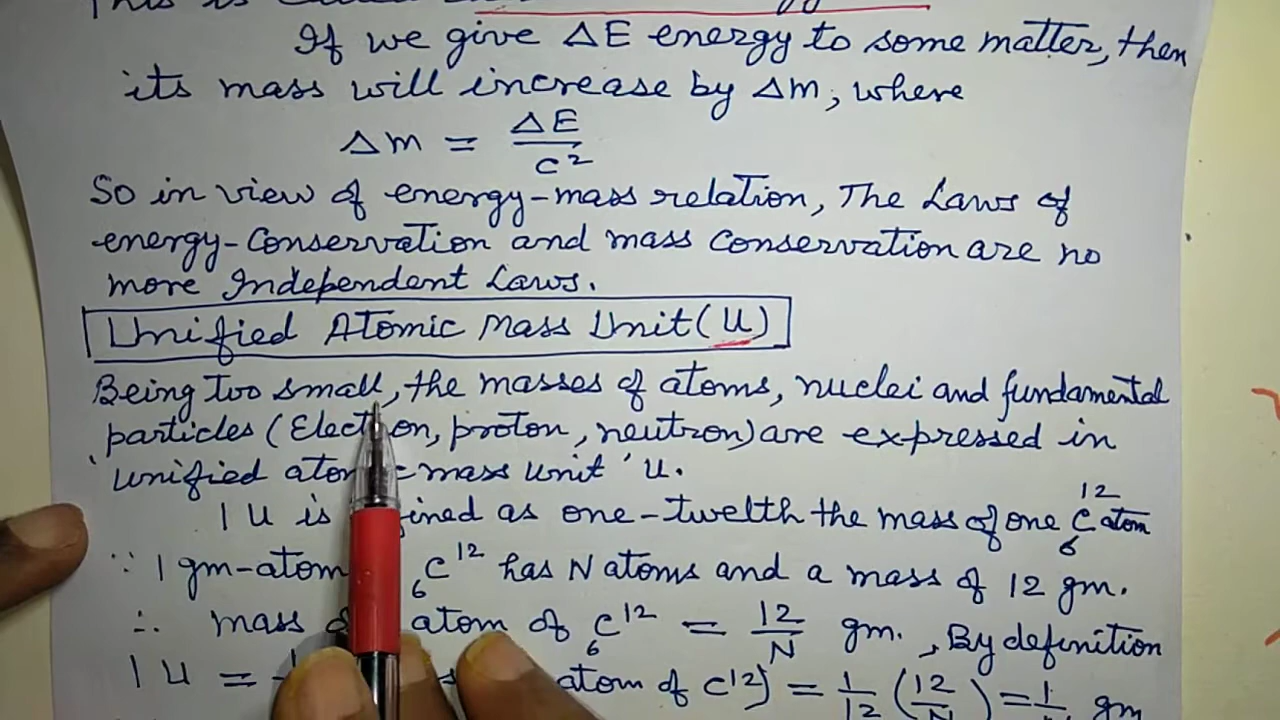 This is called
If we give ΔE energy to some matter, then
its mass will increase by Δm, where
Δm = ΔE / c²
So in view of energy-mass relation, The Laws of
energy-Conservation and mass conservation are no
more Independent Laws.
Unified Atomic Mass Unit (U)
Being too small, the masses of atoms, nuclei and fundamental
particles (Electron, proton, neutron) are expressed in
unified mass unit 'U.
1 U is as one-twelth the mass of one ₆C¹² atom
∵ 1 gm-atom ₆C¹² has N atoms and a mass of 12 gm.
∴ mass atom of ₆C¹² = 12/N gm., By definition
1 U = atom of C¹²] = 1/12 (12/N) = 1/N gm